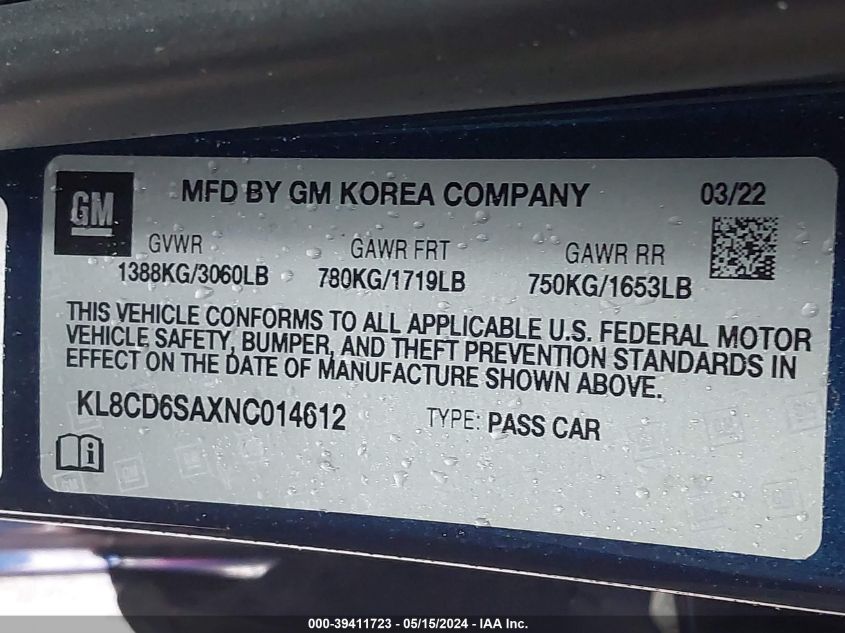 GM
MFD BY GM KOREA COMPANY 03/22
GVWR GAWR FRT GAWR RR
1388KG/3060LB 780KG/1719LB 750KG/1653LB
THIS VEHICLE CONFORMS TO ALL APPLICABLE U.S. FEDERAL MOTOR
VEHICLE SAFETY, BUMPER, AND THEFT PREVENTION STANDARDS IN
EFFECT ON THE DATE OF MANUFACTURE SHOWN ABOVE.
KL8CD6SAXNC014612 TYPE: PASS CAR
000-39411723 - 05/15/2024 - IAA Inc.